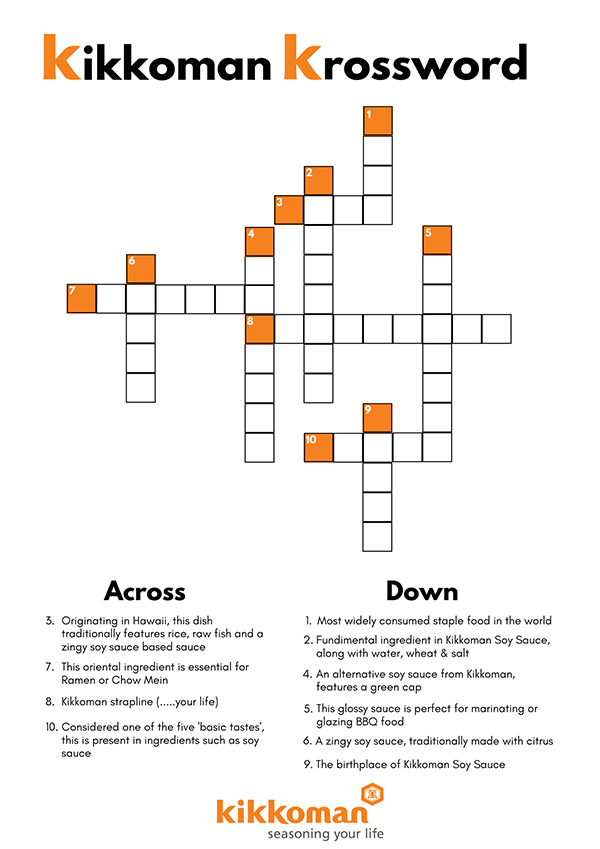 kikkoman krossword
1
2
3
4
5
6
7
8
9
10
Across
3. Originating in Hawaii, this dish
traditionally features rice, raw fish and a
zingy soy sauce based sauce
7. This oriental ingredient is essential for
Ramen or Chow Mein
8. Kikkoman strapline (.....your life)
10. Considered one of the five 'basic tastes',
this is present in ingredients such as soy
sauce
Down
1. Most widely consumed staple food in the world
2. Fundimental ingredient in Kikkoman Soy Sauce,
along with water, wheat & salt
4. An alternative soy sauce from Kikkoman,
features a green cap
5. This glossy sauce is perfect for marinating or
glazing BBQ food
6. A zingy soy sauce, traditionally made with citrus
9. The birthplace of Kikkoman Soy Sauce
kikkoman
seasoning your life